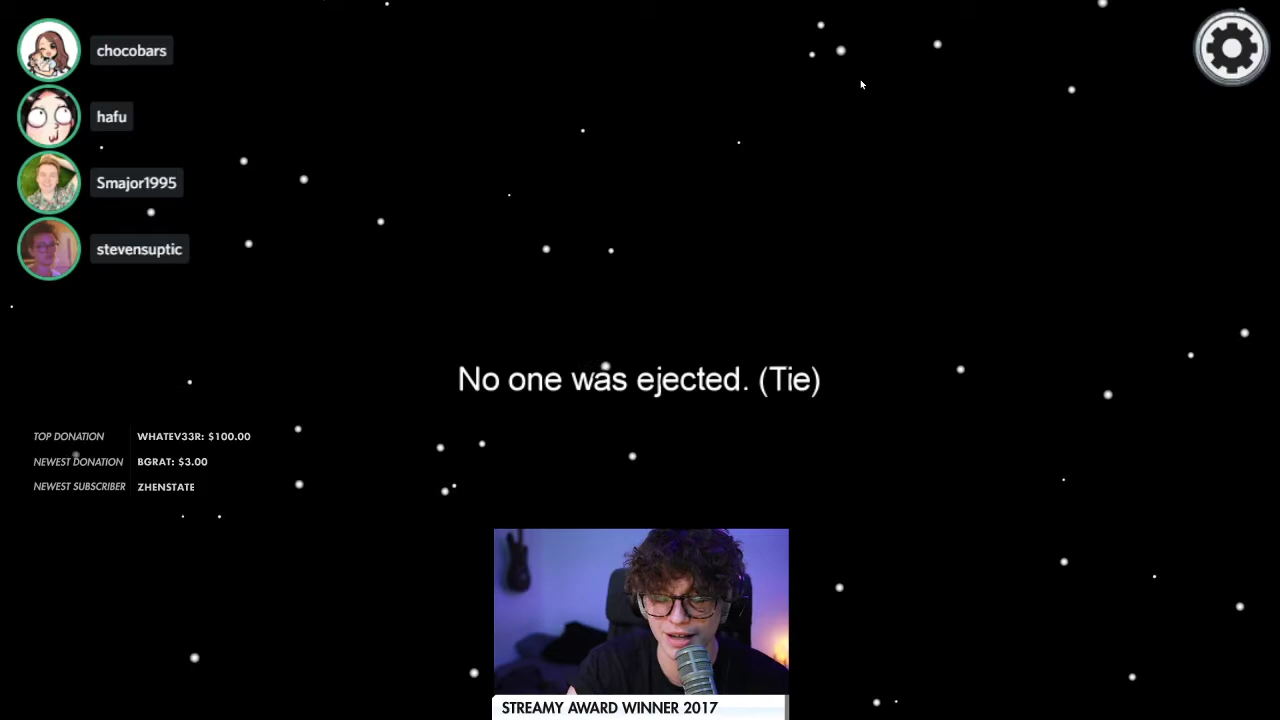 chocobars
hafu
Smajor1995
stevensuptic
No one was ejected. (Tie)
TOP DONATION WHATEV33R: $100.00
NEWEST DONATION BGRAT: $3.00
NEWEST SUBSCRIBER ZHENSTATE
STREAMY AWARD WINNER 2017